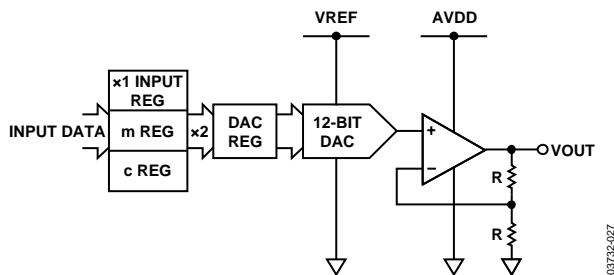 VREF
AVDD
×1 INPUT
REG
INPUT DATA
m REG
×2
DAC
REG
12-BIT
DAC
+
–
VOUT
R
c REG
R
03732-027